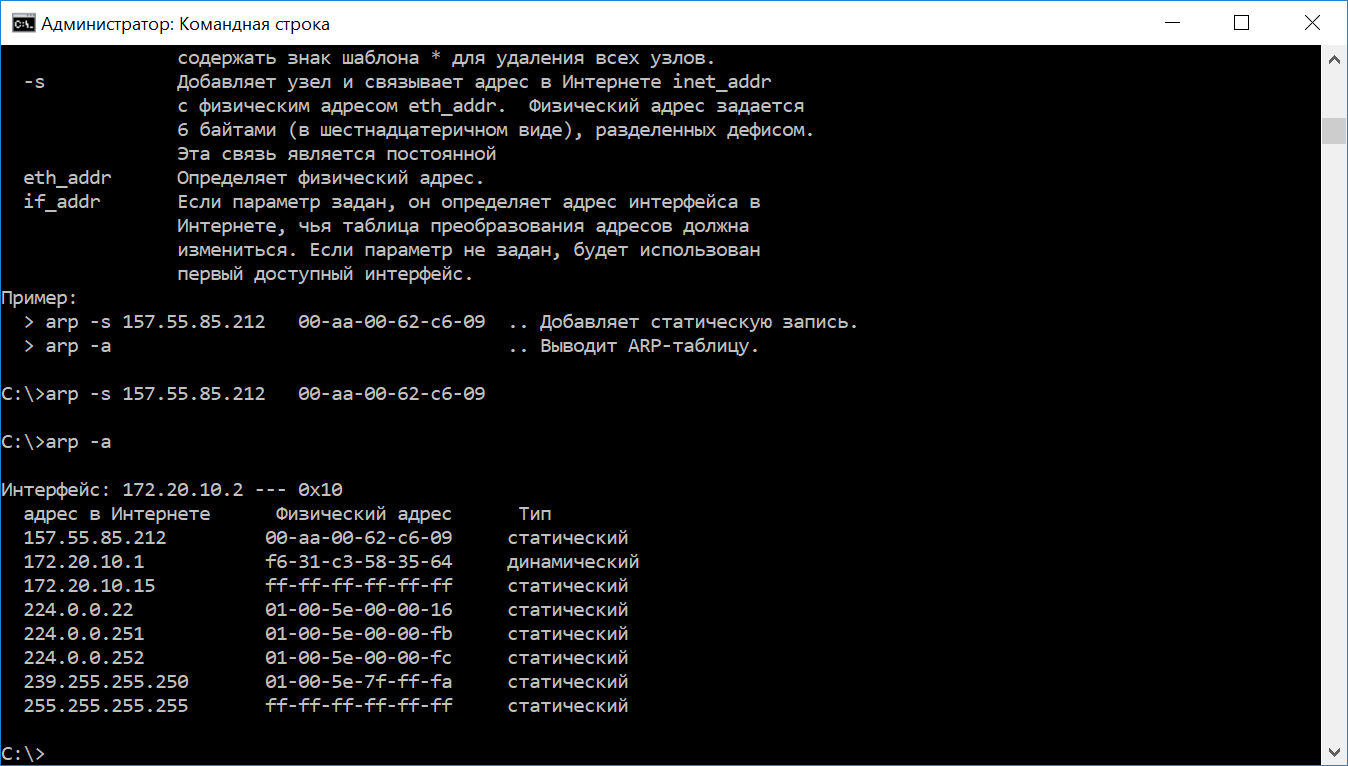 Администратор: Командная строка
содержать знак шаблона * для удаления всех узлов.
-s Добавляет узел и связывает адрес в Интернете inet_addr
с физическим адресом eth_addr. Физический адрес задается
6 байтами (в шестнадцатеричном виде), разделенных дефисом.
Эта связь является постоянной
eth_addr Определяет физический адрес.
if_addr Если параметр задан, он определяет адрес интерфейса в
Интернете, чья таблица преобразования адресов должна
измениться. Если параметр не задан, будет использован
первый доступный интерфейс.
Пример:
> arp -s 157.55.85.212 00-aa-00-62-c6-09 .. Добавляет статическую запись.
> arp -a .. Выводит ARP-таблицу.
C:\>arp -s 157.55.85.212 00-aa-00-62-c6-09
C:\>arp -a
Интерфейс: 172.20.10.2 --- 0x10
адрес в Интернете Физический адрес Тип
157.55.85.212 00-aa-00-62-c6-09 статический
172.20.10.1 f6-31-c3-58-35-64 динамический
172.20.10.15 ff-ff-ff-ff-ff-ff статический
224.0.0.22 01-00-5e-00-00-16 статический
224.0.0.251 01-00-5e-00-00-fb статический
224.0.0.252 01-00-5e-00-00-fc статический
239.255.255.250 01-00-5e-7f-ff-fa статический
255.255.255.255 ff-ff-ff-ff-ff-ff статический
C:\>